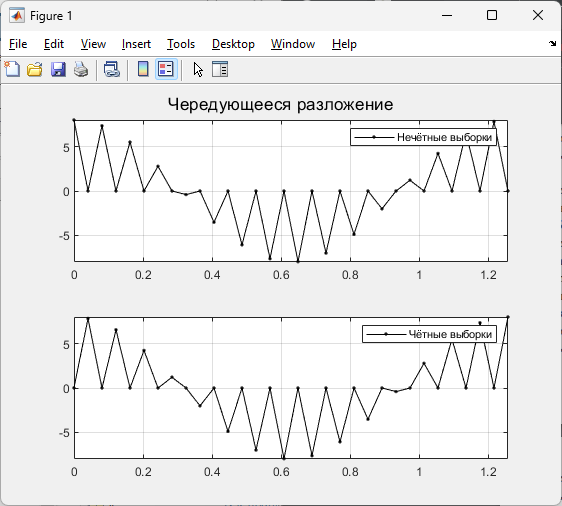 Figure 1
File Edit View Insert Tools Desktop Window Help
Чередующееся разложение
Нечётные выборки
5
0
-5
0 0.2 0.4 0.6 0.8 1 1.2
Чётные выборки
5
0
-5
0 0.2 0.4 0.6 0.8 1 1.2